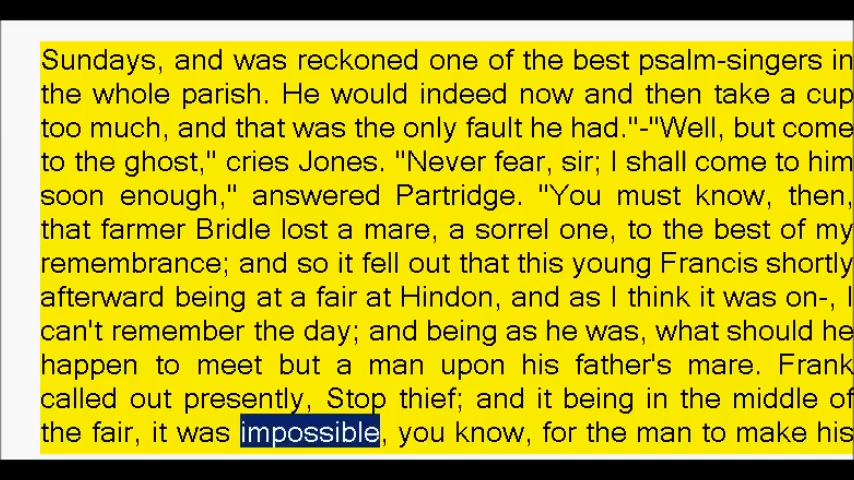 Sundays, and was reckoned one of the best psalm-singers in
the whole parish. He would indeed now and then take a cup
too much, and that was the only fault he had."-"Well, but come
to the ghost," cries Jones. "Never fear, sir; I shall come to him
soon enough," answered Partridge. "You must know, then,
that farmer Bridle lost a mare, a sorrel one, to the best of my
remembrance; and so it fell out that this young Francis shortly
afterward being at a fair at Hindon, and as I think it was on-, I
can't remember the day; and being as he was, what should he
happen to meet but a man upon his father's mare. Frank
called out presently, Stop thief; and it being in the middle of
the fair, it was impossible, you know, for the man to make his